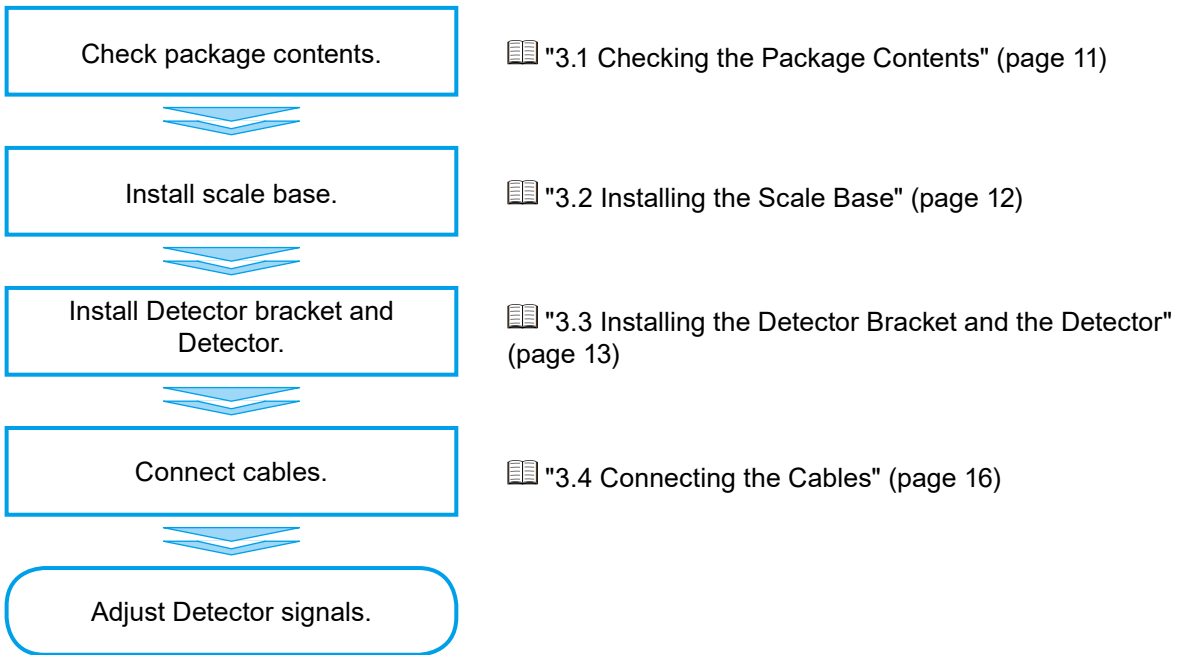 Check package contents.
"3.1 Checking the Package Contents" (page 11)
Install scale base.
"3.2 Installing the Scale Base" (page 12)
Install Detector bracket and
Detector.
"3.3 Installing the Detector Bracket and the Detector"
(page 13)
Connect cables.
"3.4 Connecting the Cables" (page 16)
Adjust Detector signals.